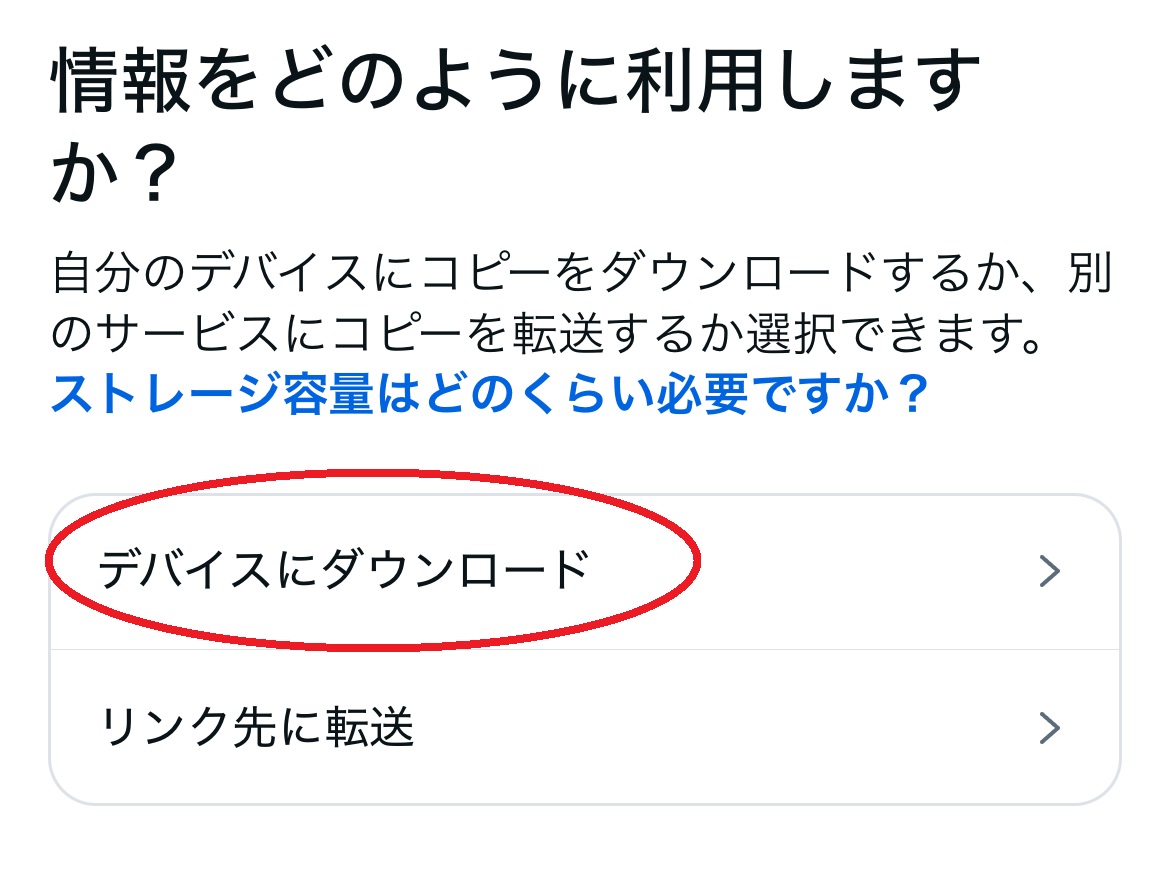 情報をどのように利用します
か？
自分のデバイスにコピーをダウンロードするか、別
のサービスにコピーを転送するか選択できます。
ストレージ容量はどのくらい必要ですか？
デバイスにダウンロード
リンク先に転送